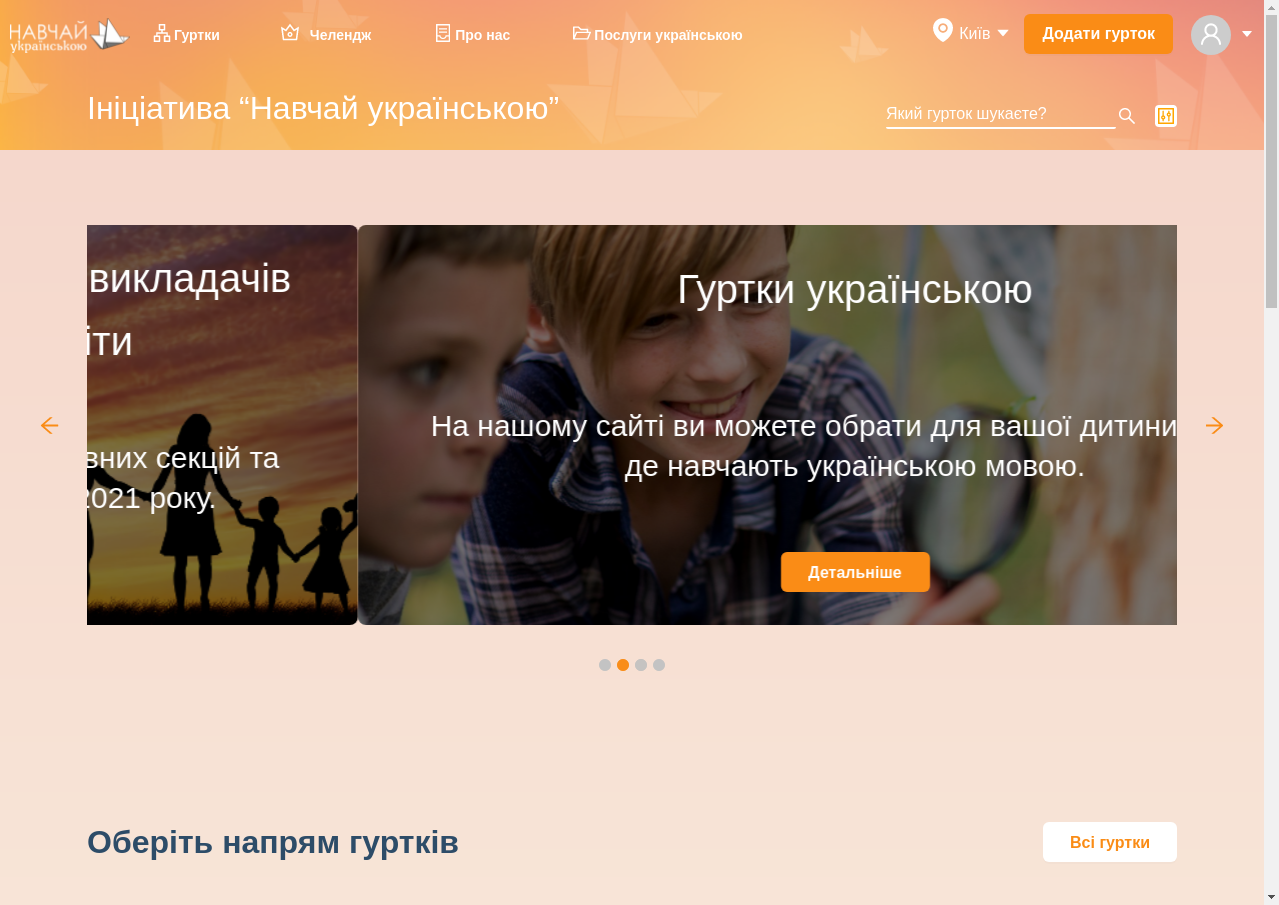 НАВЧАЙ
українською
Гуртки
Челендж
Про нас
Послуги українською
Київ
Додати гурток
Ініціатива “Навчай українською”
Який гурток шукаєте?
викладачів
іти
вних секцій та
2021 року.
Гуртки українською
На нашому сайті ви можете обрати для вашої дитини
де навчають українською мовою.
Детальніше
Оберіть напрям гуртків
Всі гуртки